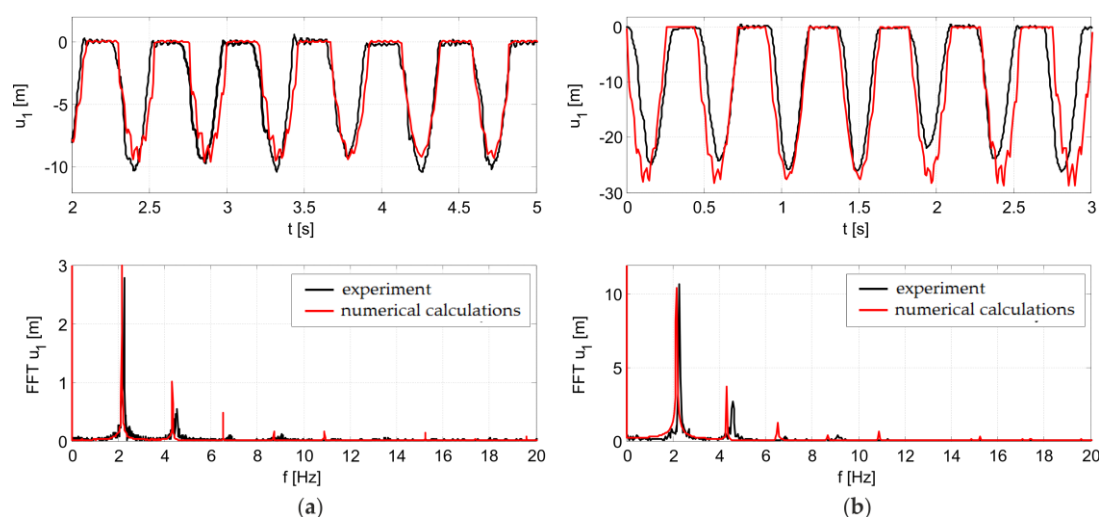 0
-5
-10
u₁ [m]
2 2.5 3 3.5 4 4.5 5
t [s]
0
-10
-20
-30
u₁ [m]
0 0.5 1 1.5 2 2.5 3
t [s]
3
2
1
0
FFT u₁ [m]
experiment
numerical calculations
0 2 4 6 8 10 12 14 16 18 20
f [Hz]
(a)
10
5
0
FFT u₁ [m]
experiment
numerical calculations
0 2 4 6 8 10 12 14 16 18 20
f [Hz]
(b)